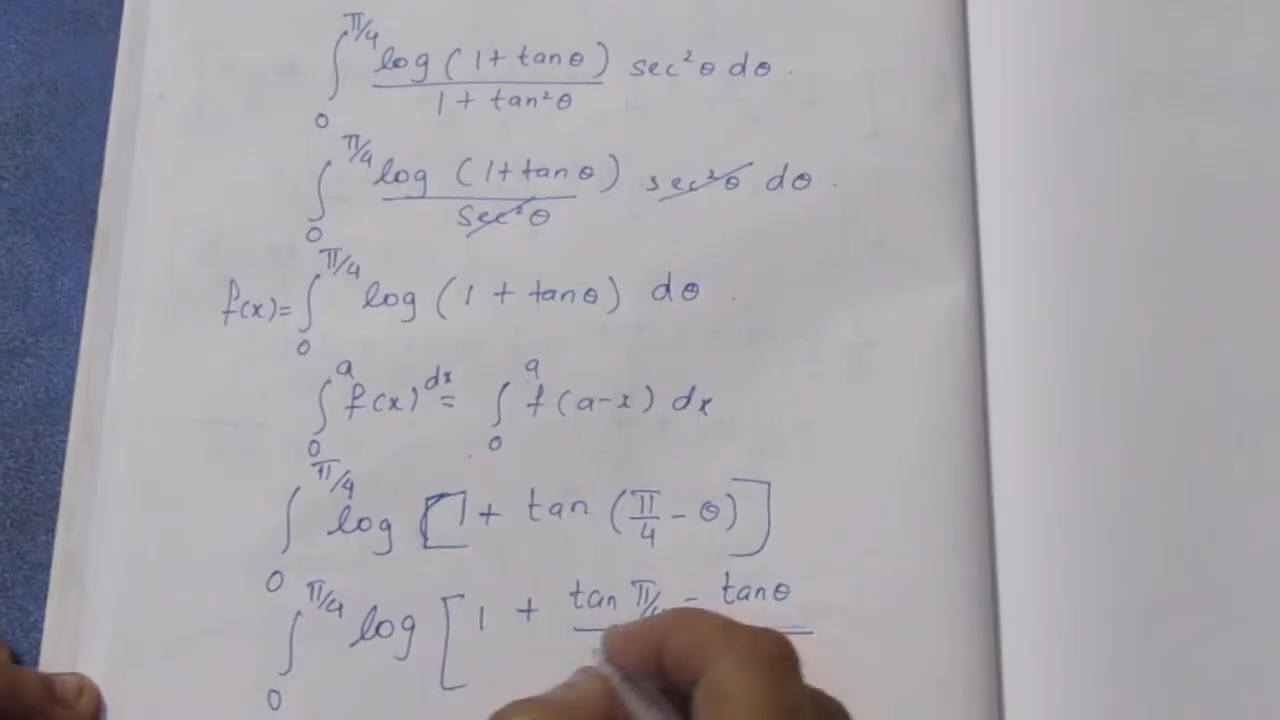 ∫₀^π/4 log (1 + tanθ) / 1 + tan²θ sec²θ dθ.
∫₀^π/4 log (1+tanθ) / sec²θ sec²θ dθ.
f(x)= ∫₀^π/4 log (1 + tanθ) dθ.
∫₀^a f(x) dx = ∫₀^a f(a-x) dx
∫₀^π/4 log [1 + tan (π/4 - θ)]
∫₀^π/4 log [1 + tan π/4 - tanθ